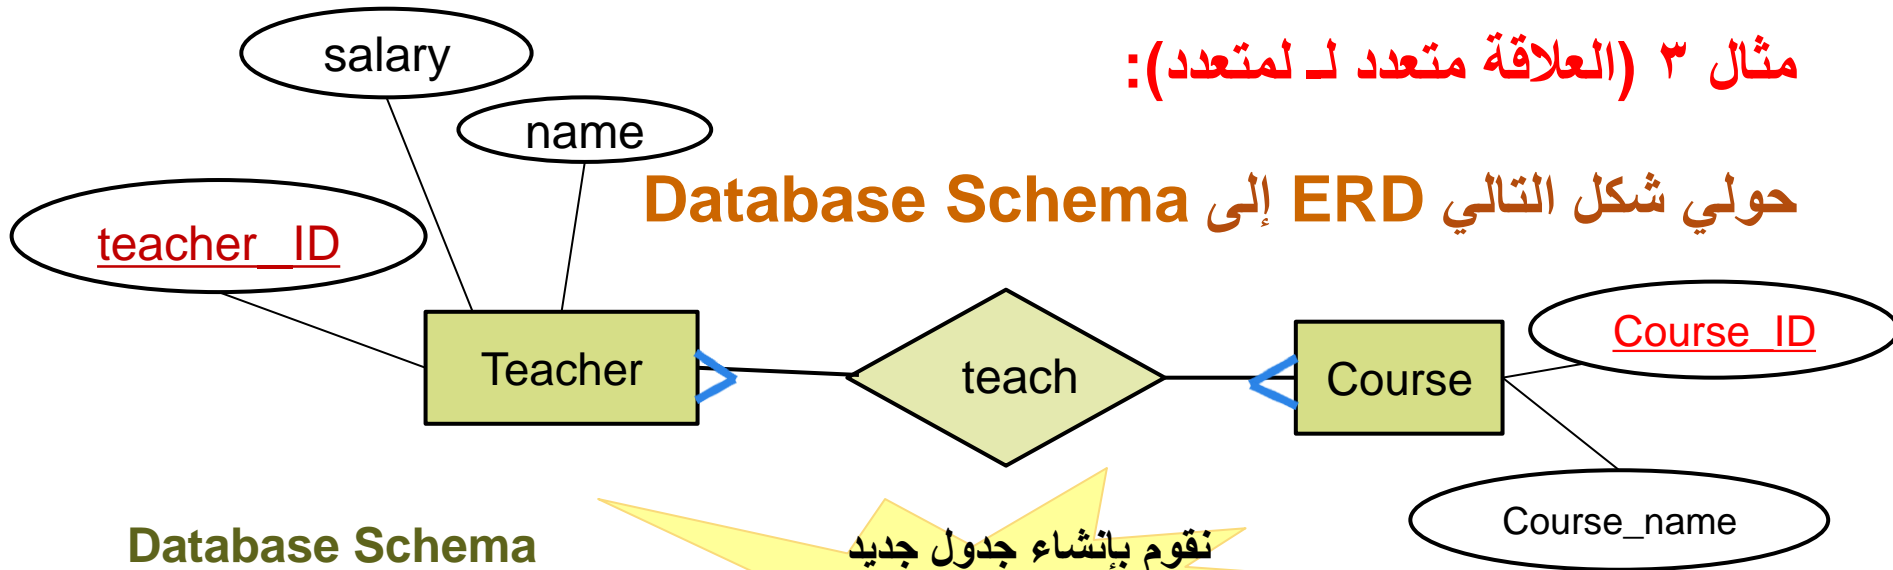 مثال ٣ (العلاقة متعدد لـ لمتعدد):
حولي شكل التالي ERD إلى Database Schema
salary
name
teacher_ID
Teacher
teach
Course
Course_ID
Course_name
Database Schema
نقوم بإنشاء جدول جديد